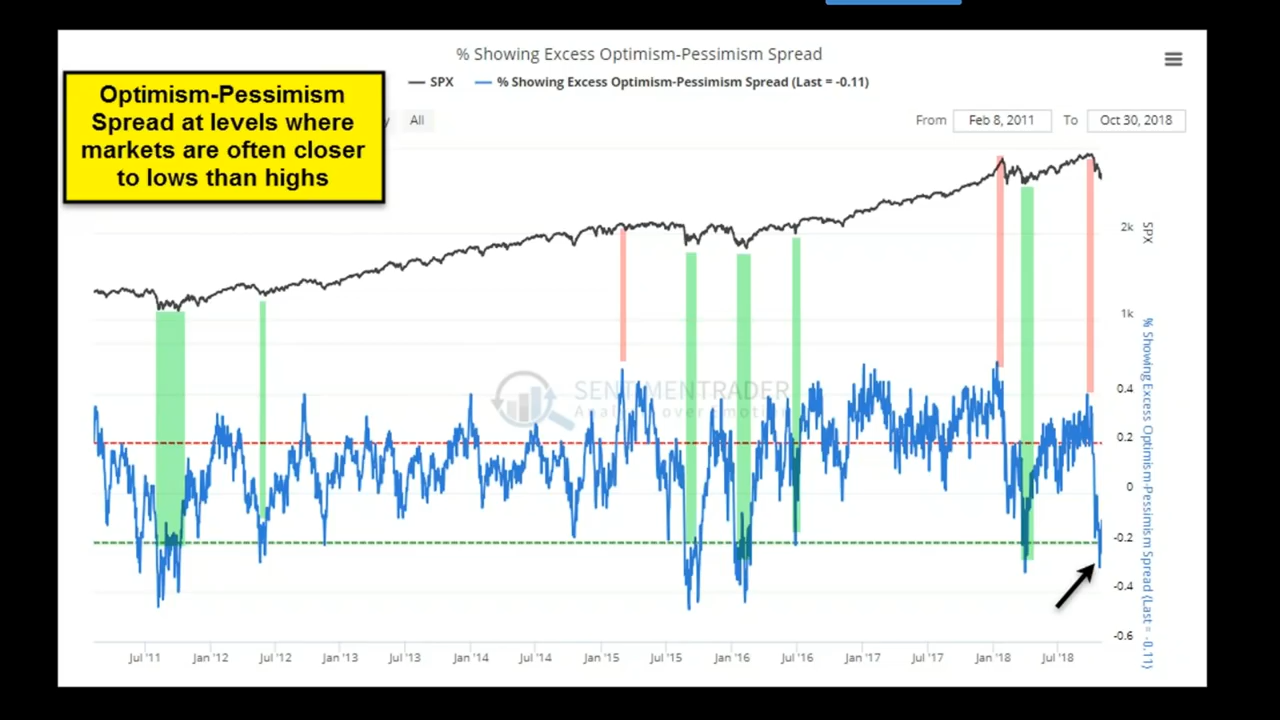 % Showing Excess Optimism-Pessimism Spread
SPX
% Showing Excess Optimism-Pessimism Spread (Last = -0.11)
Optimism-Pessimism
Spread at levels where
markets are often closer
to lows than highs
y
All
From
Feb 8, 2011
To
Oct 30, 2018
2k
1k
SPX
0.4
0.2
0
-0.2
-0.4
-0.6
% Showing Excess Optimism-Pessimism Spread (Last = -0.11)
SENTIMENTRADER
Analysis over Emotion
Jul '11
Jan '12
Jul '12
Jan '13
Jul '13
Jan '14
Jul '14
Jan '15
Jul '15
Jan '16
Jul '16
Jan '17
Jul '17
Jan '18
Jul '18